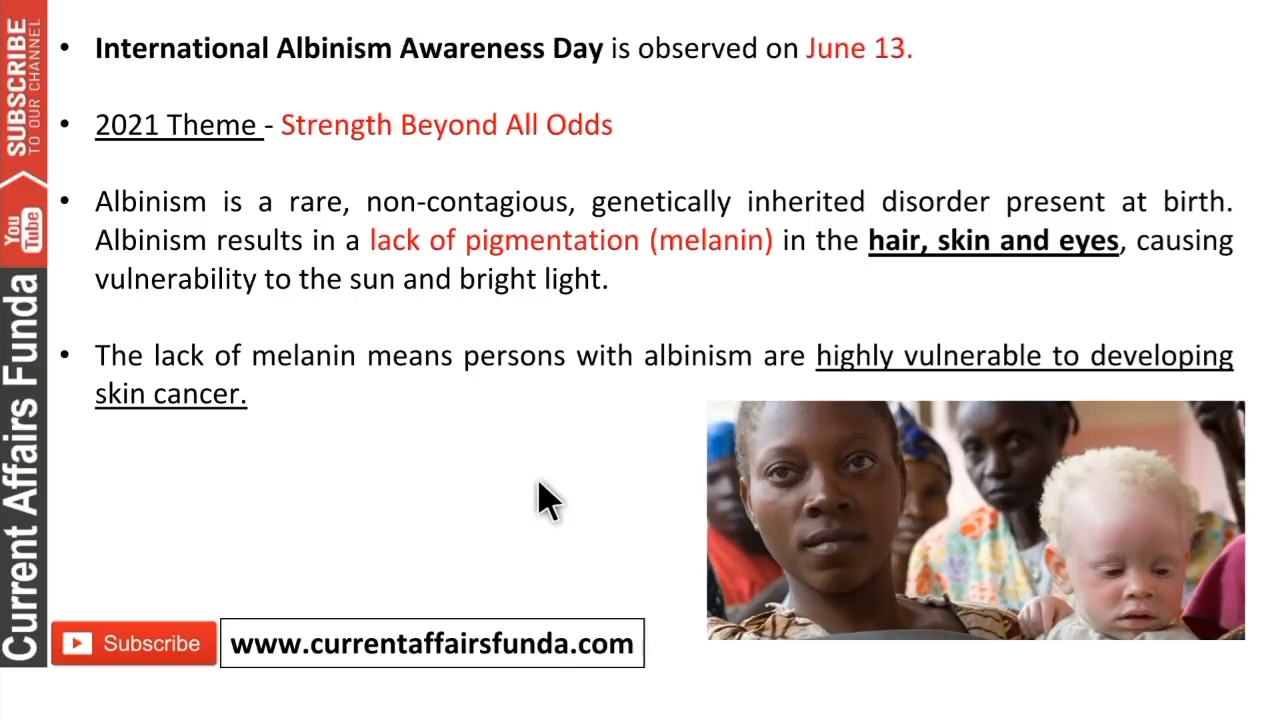 • International Albinism Awareness Day is observed on June 13.
• 2021 Theme - Strength Beyond All Odds
• Albinism is a rare, non-contagious, genetically inherited disorder present at birth.
Albinism results in a lack of pigmentation (melanin) in the hair, skin and eyes, causing
vulnerability to the sun and bright light.
• The lack of melanin means persons with albinism are highly vulnerable to developing
skin cancer.
SUBSCRIBE
TO OUR CHANNEL
You
Tube
Current Affairs Funda
Subscribe
www.currentaffairsfunda.com